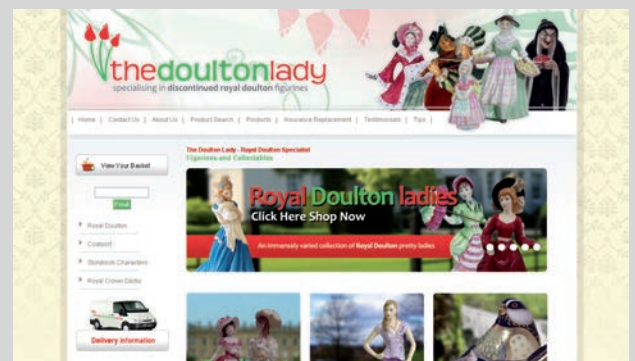 thedoultonlady
specialising in discontinued royal doulton figurines
| Home | Contact Us | About Us | Product Search | Products | Insurance Replacement | Testimonials | Tips |
View Your Basket
Find
Royal Doulton
Coalport
Storybook Characters
Royal Crown Derby
Delivery Information
The Doulton Lady - Royal Doulton Specialist
Figurines and Collectables
Royal Doulton ladies
Click Here Shop Now
An immensely varied collection of Royal Doulton pretty ladies